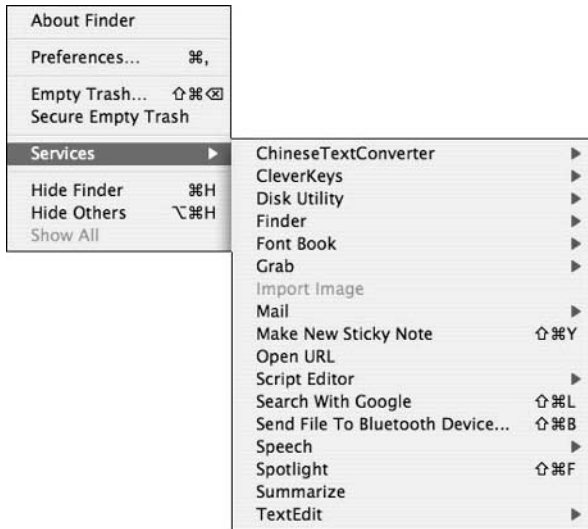 About Finder
Preferences... ⌘,
Empty Trash... ⇧⌘⌫
Secure Empty Trash
Services ▶
Hide Finder ⌘H
Hide Others ⌥⌘H
Show All
ChineseTextConverter ▶
CleverKeys ▶
Disk Utility ▶
Finder ▶
Font Book ▶
Grab ▶
Import Image
Mail ▶
Make New Sticky Note ⇧⌘Y
Open URL
Script Editor ▶
Search With Google ⇧⌘L
Send File To Bluetooth Device... ⇧⌘B
Speech ▶
Spotlight ⇧⌘F
Summarize
TextEdit ▶